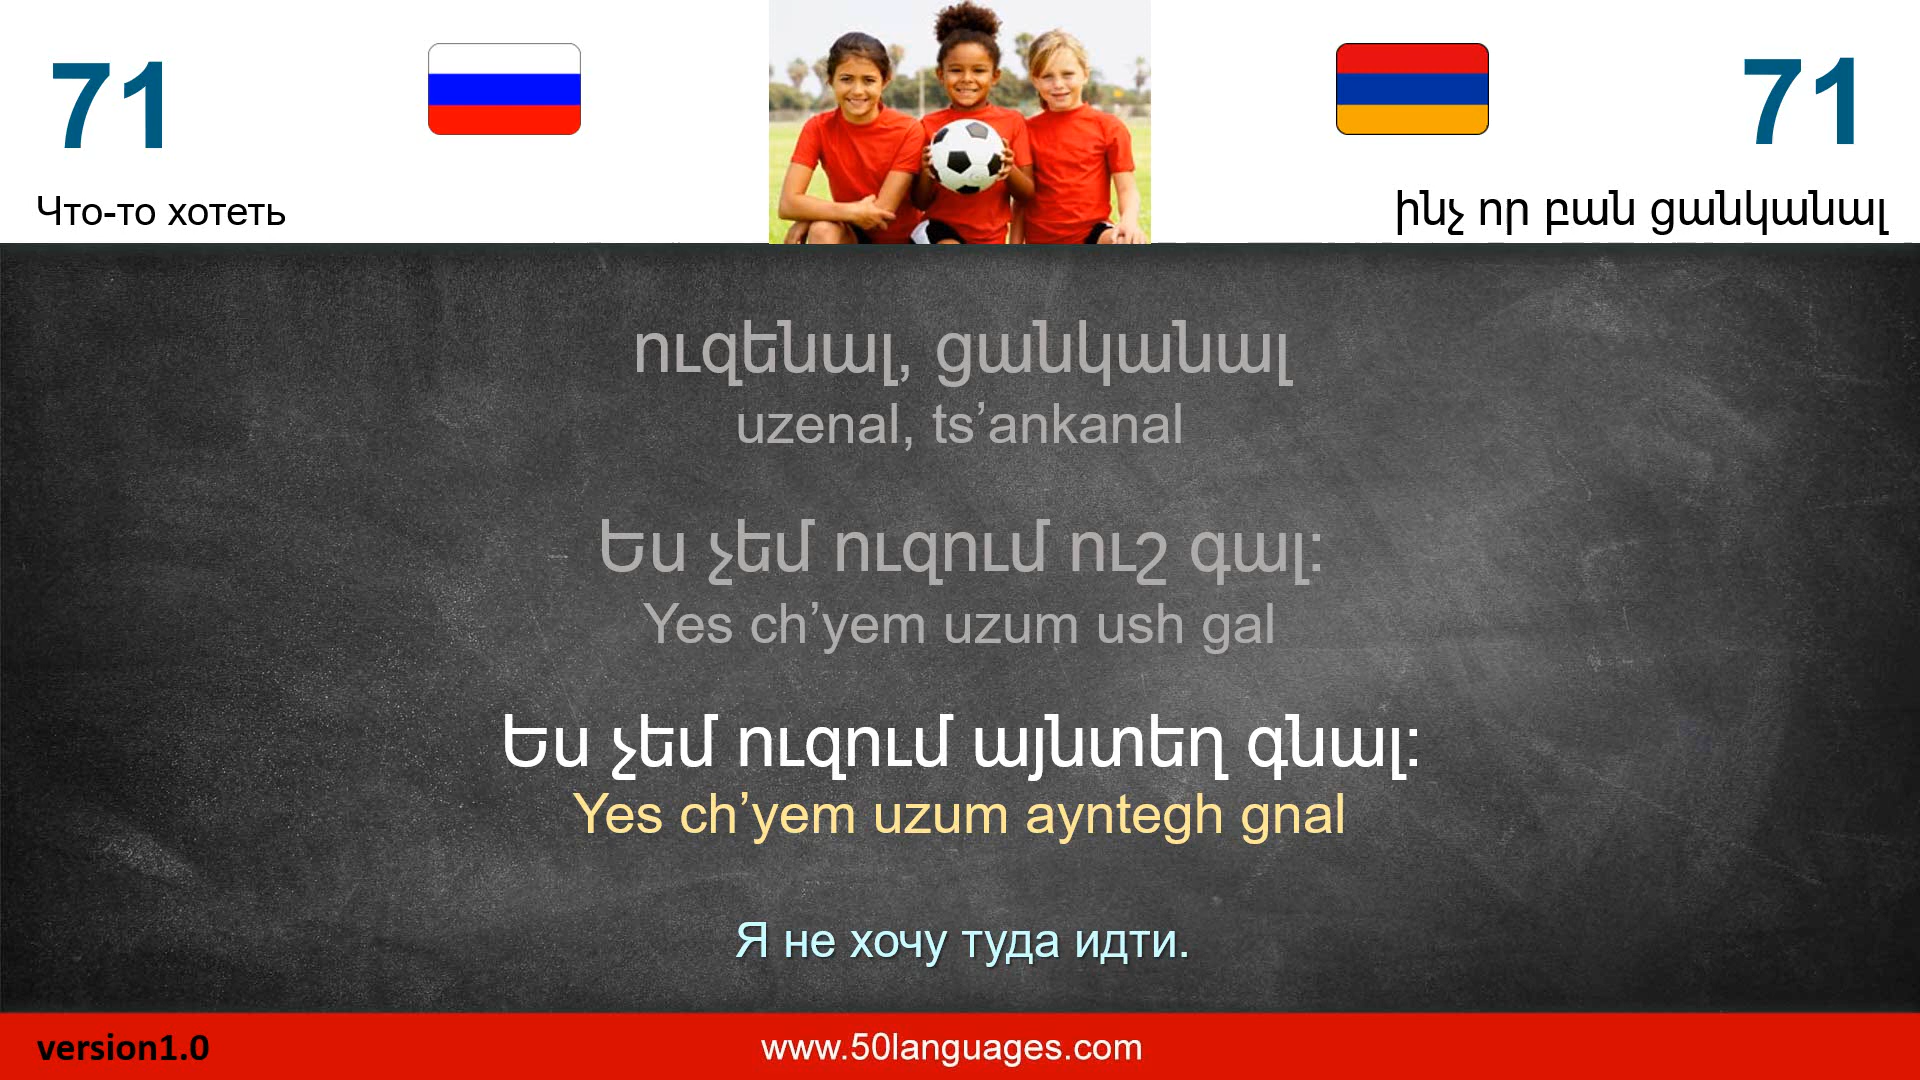 71
71
Что-то хотеть
ինչ որ բան ցանկանալ
ուզենալ, ցանկանալ
uzenal, ts’ankanal
Ես չեմ ուզում ուշ գալ:
Yes ch’yem uzum ush gal
Ես չեմ ուզում այնտեղ գնալ:
Yes ch’yem uzum ayntegh gnal
Я не хочу туда идти.
version1.0
www.50languages.com